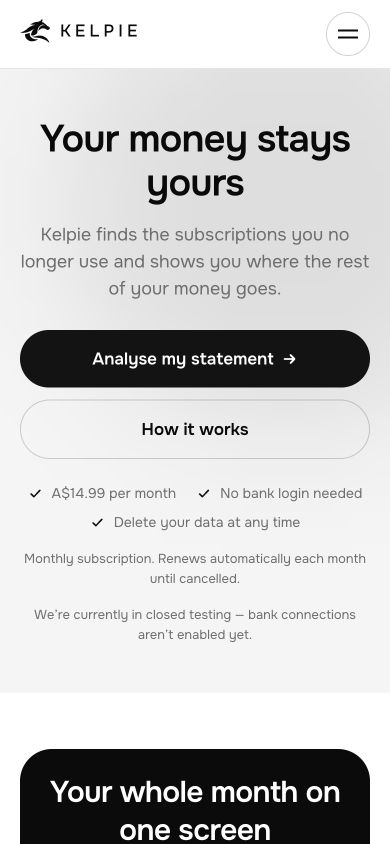 KELPIE
Your money stays
yours
Kelpie finds the subscriptions you no
longer use and shows you where the rest
of your money goes.
Analyse my statement →
How it works
✓ A$14.99 per month ✓ No bank login needed
✓ Delete your data at any time
Monthly subscription. Renews automatically each month
until cancelled.
We’re currently in closed testing — bank connections
aren’t enabled yet.
Your whole month on
one screen